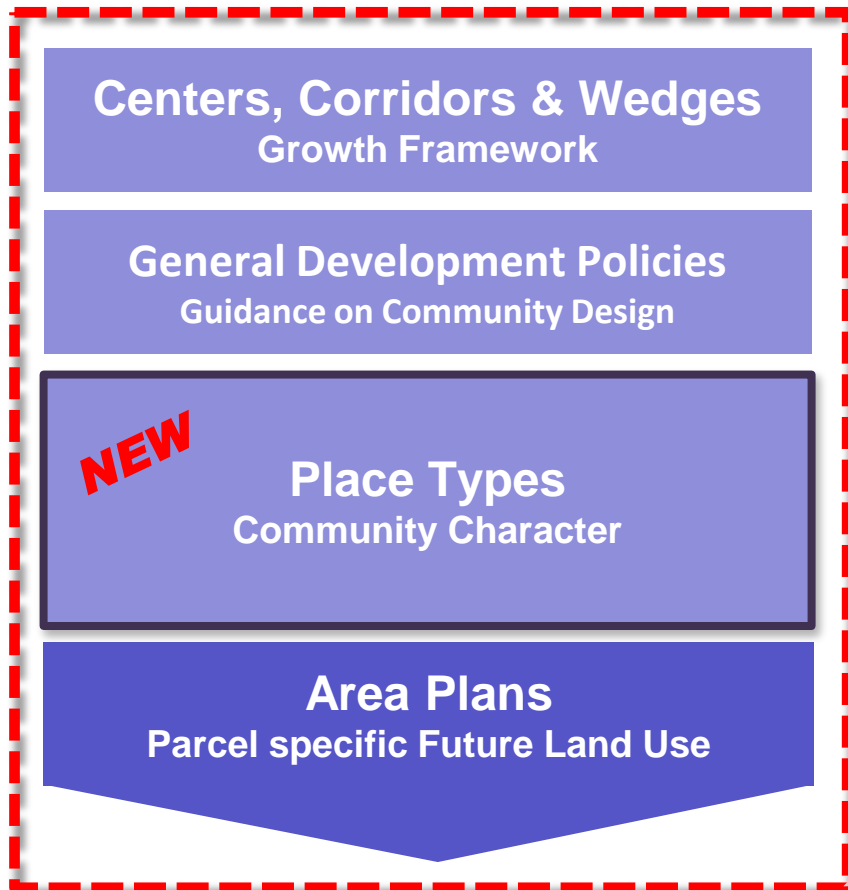 Centers, Corridors & Wedges
Growth Framework
General Development Policies
Guidance on Community Design
NEW
Place Types
Community Character
Area Plans
Parcel specific Future Land Use